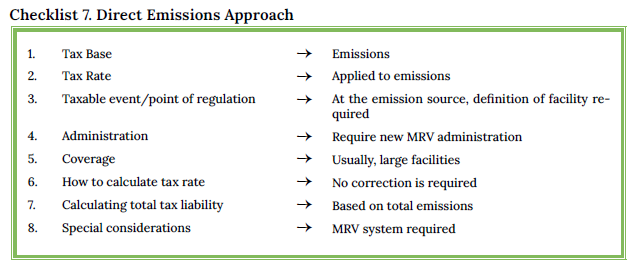 Checklist 7. Direct Emissions Approach
1. Tax Base → Emissions
2. Tax Rate → Applied to emissions
3. Taxable event/point of regulation → At the emission source, definition of facility re-
quired
4. Administration → Require new MRV administration
5. Coverage → Usually, large facilities
6. How to calculate tax rate → No correction is required
7. Calculating total tax liability → Based on total emissions
8. Special considerations → MRV system required